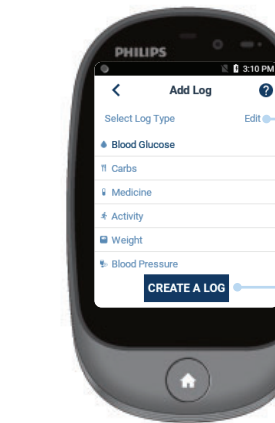 PHILIPS
3:10 PM
Add Log
?
Select Log Type Edit
Blood Glucose
Carbs
Medicine
Activity
Weight
Blood Pressure
CREATE A LOG